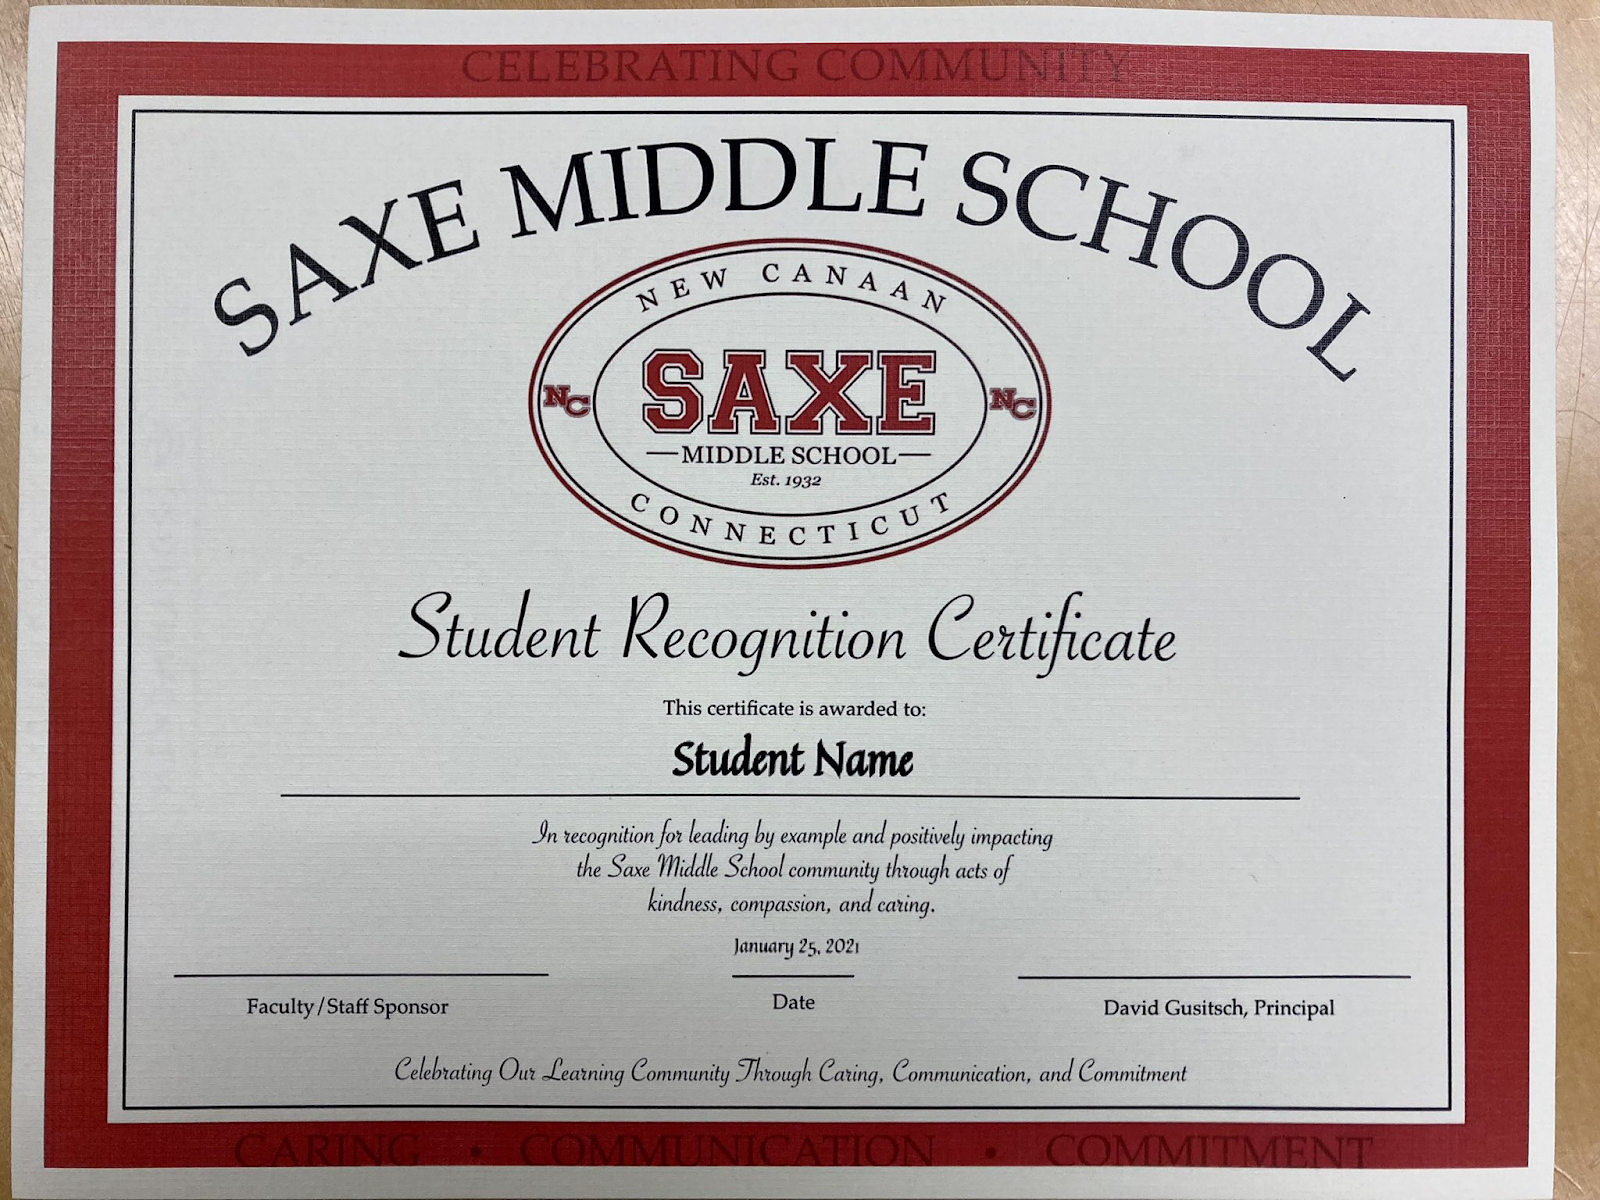 CELEBRATING COMMUNITY
SAXE MIDDLE SCHOOL
NEW CANAAN
NC
SAXE
NC
MIDDLE SCHOOL
Est. 1932
CONNECTICUT
Student Recognition Certificate
This certificate is awarded to:
Student Name
In recognition for leading by example and positively impacting
the Saxe Middle School community through acts of
kindness, compassion, and caring.
January 25, 2021
Faculty/Staff Sponsor
Date
David Gusitsch, Principal
Celebrating Our Learning Community Through Caring, Communication, and Commitment
CARING • COMMUNICATION • COMMITMENT